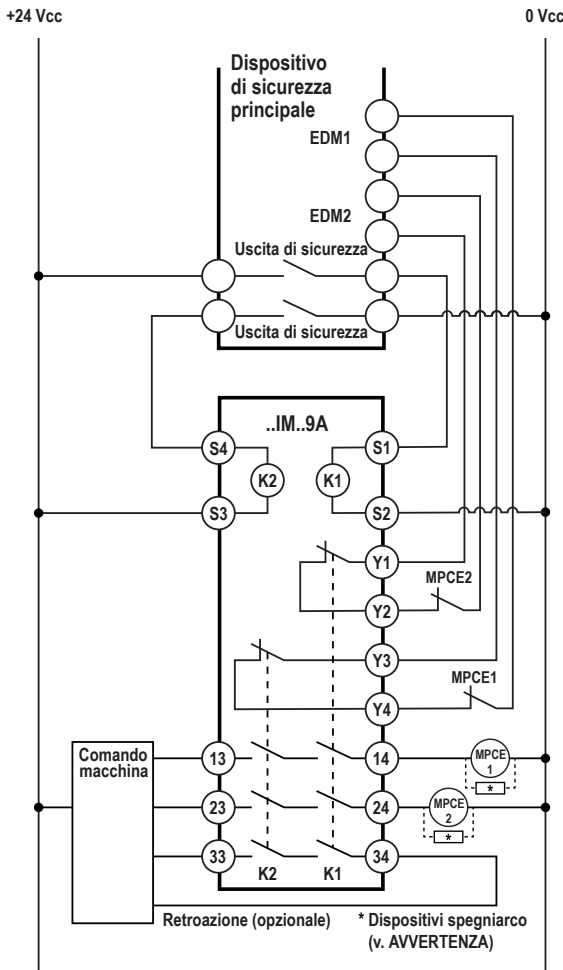 +24 Vcc
0 Vcc
Dispositivo
di sicurezza
principale
EDM1
EDM2
Uscita di sicurezza
Uscita di sicurezza
..IM..9A
S4
S1
K2
K1
S3
S2
Y1
MPCE2
Y2
Y3
MPCE1
Y4
Comando
macchina
13
14
MPCE
1
*
23
24
MPCE
2
*
33
34
K2
K1
Retroazione (opzionale)
* Dispositivi spegniarco
(v. AVVERTENZA)